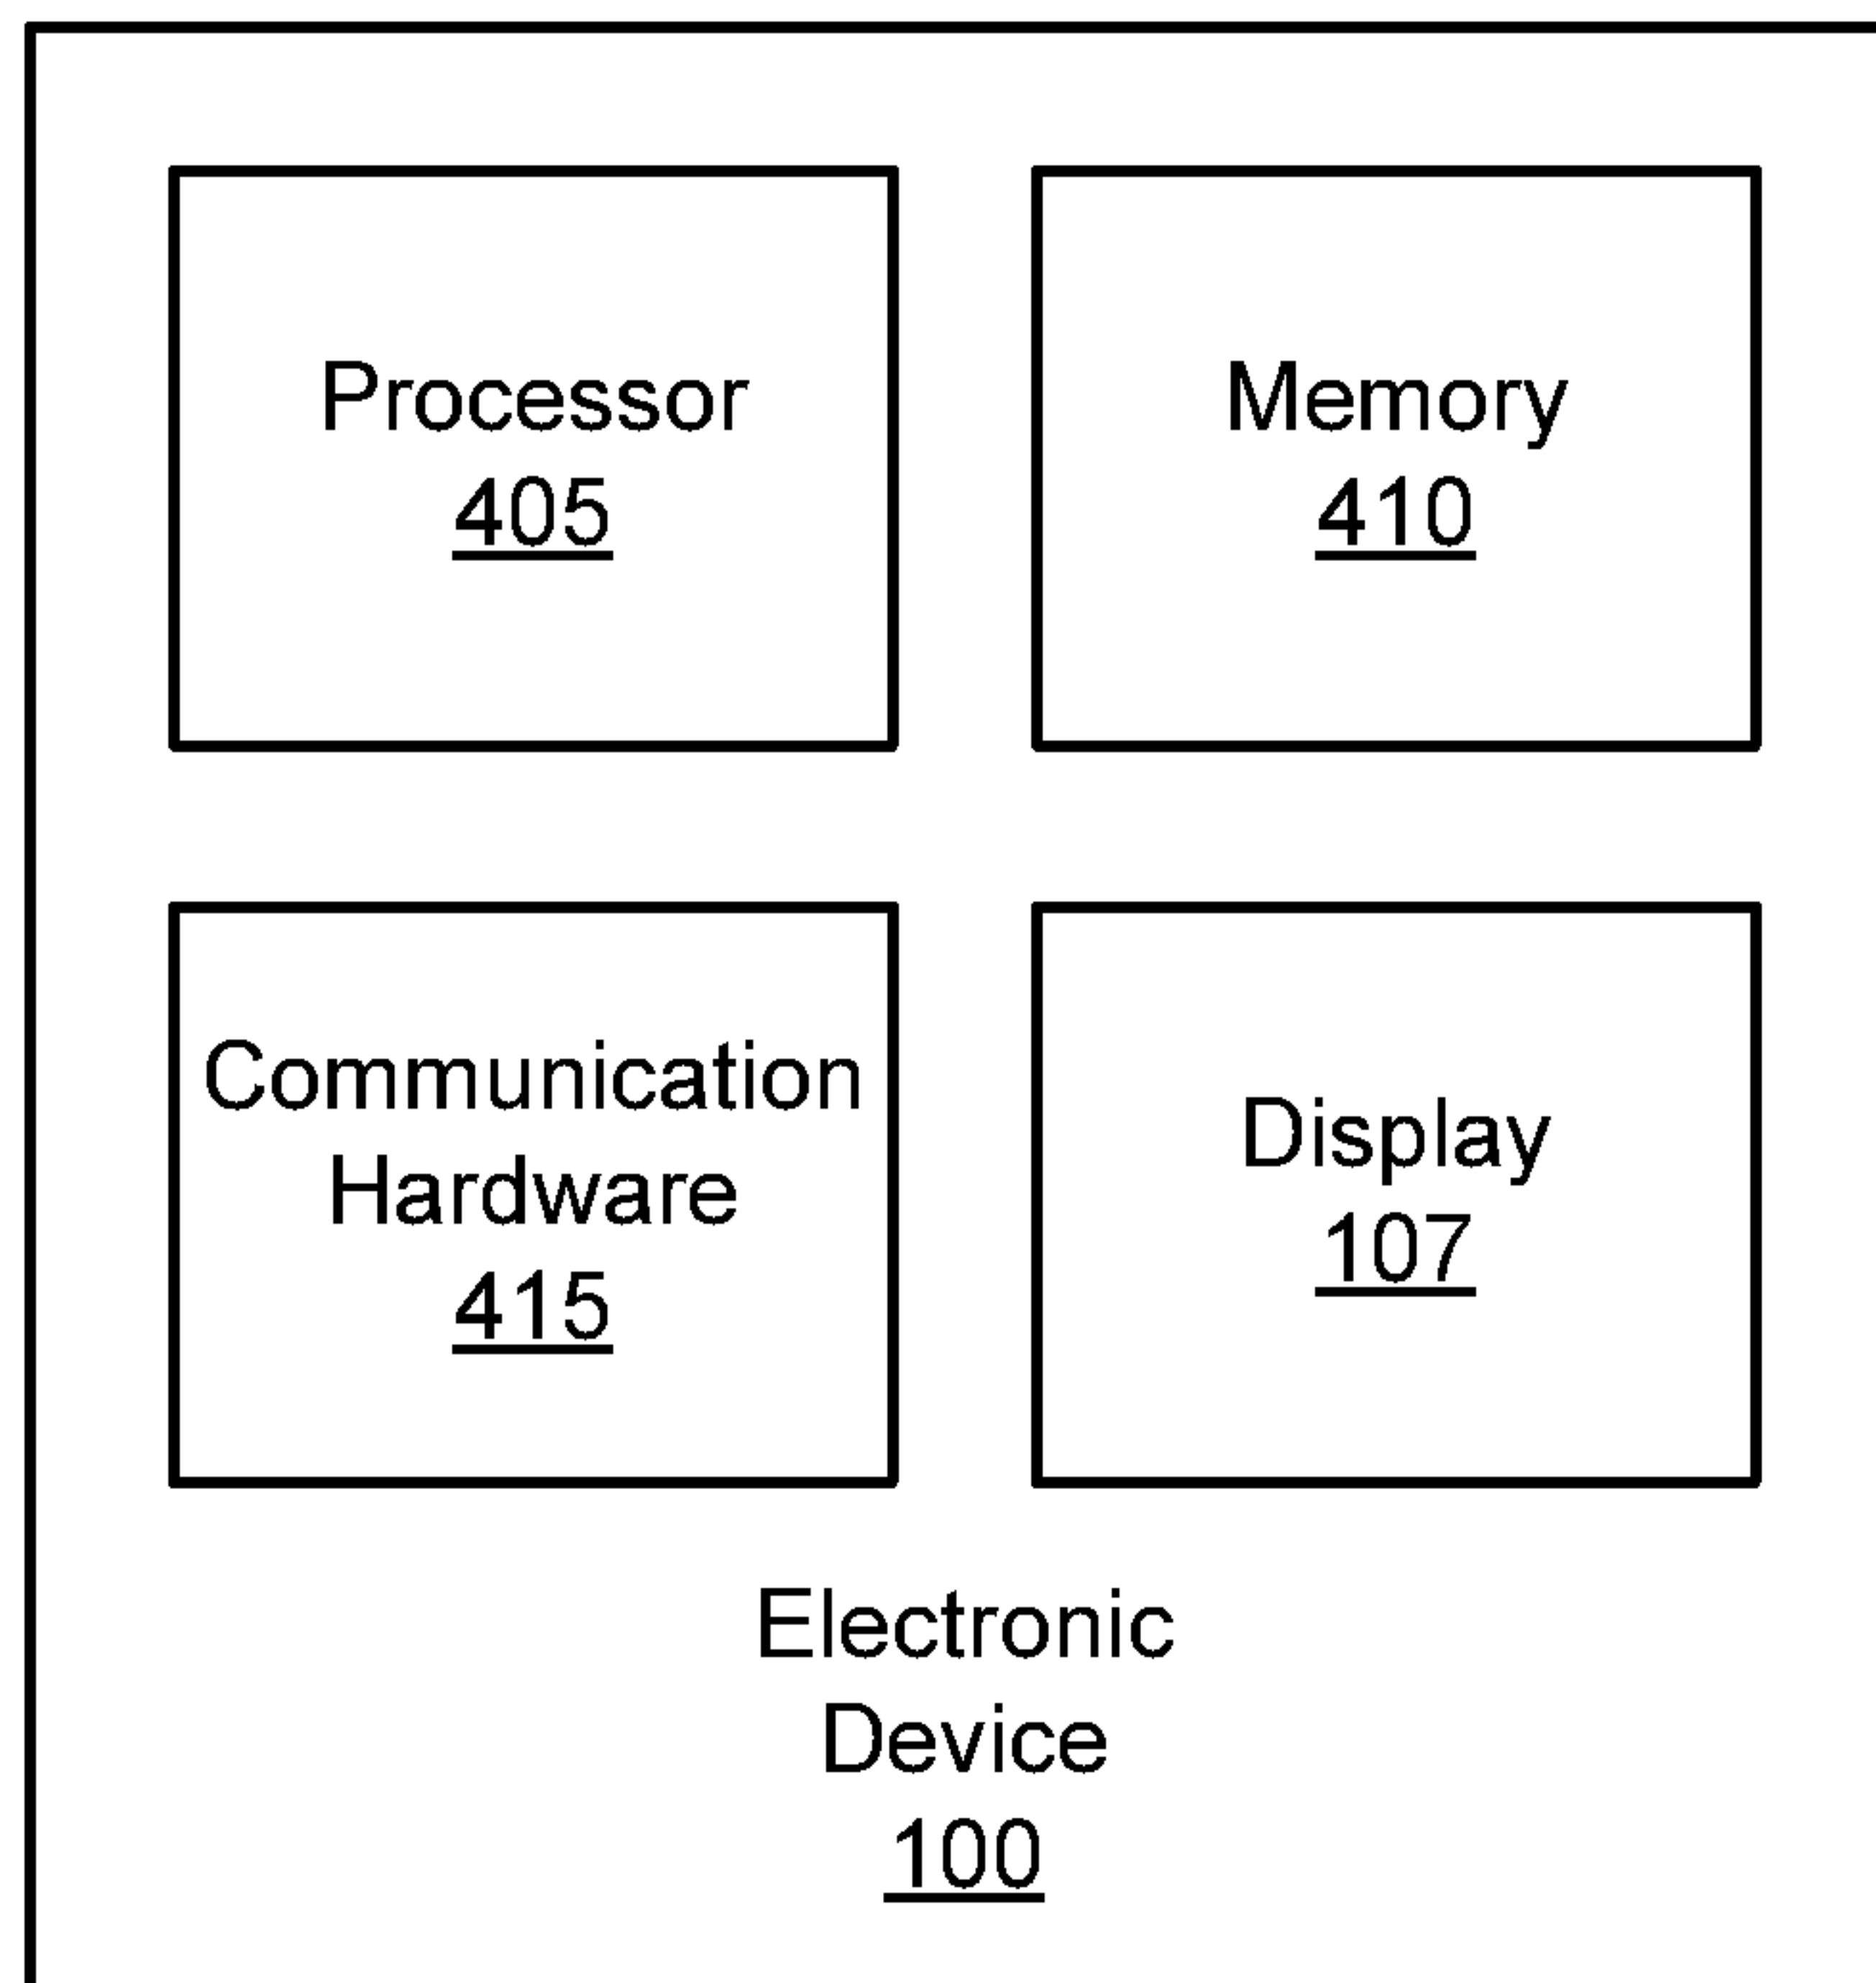 Processor
405
Memory
410
Communication
Hardware
415
Display
107
Electronic
Device
100